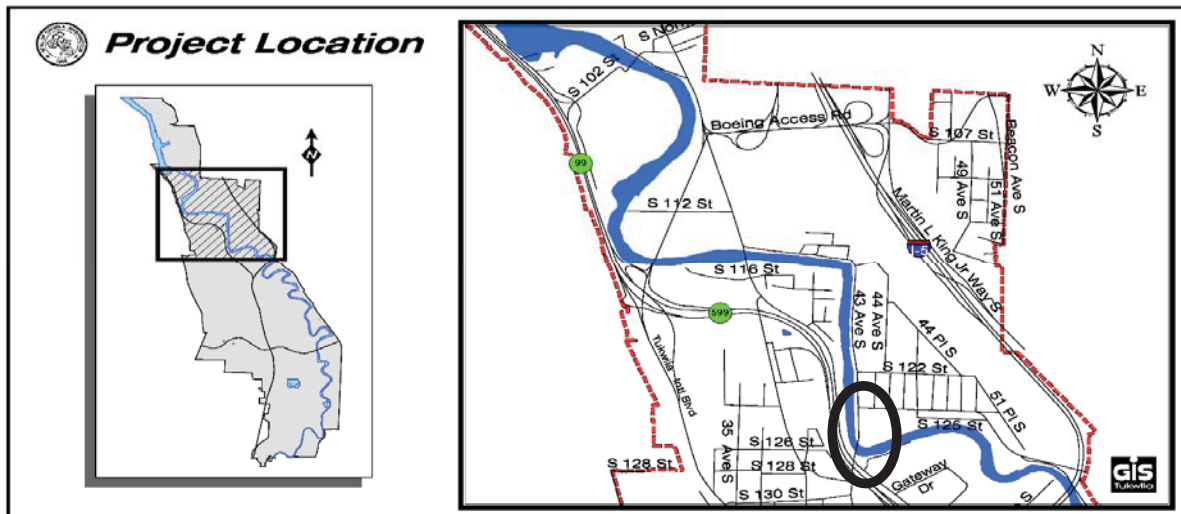 Project Location
N
S Norf
S 102 St
N
W
E
S
Boeing Access Rd
S 107 St
Beacon Ave S
99
49 Ave S
51 Ave S
S 112 St
Martin L King Jr Way S
I-5
S 116 St
599
43 Ave S
44 Ave S
44 Pl S
Tukwila Intl Blvd
S 122 St
51 Pl S
35 Ave S
S 125 St
S 126 St
S 128 St
S 128 St
Gateway
Dr
S 130 St
S
GIS
Tukwila